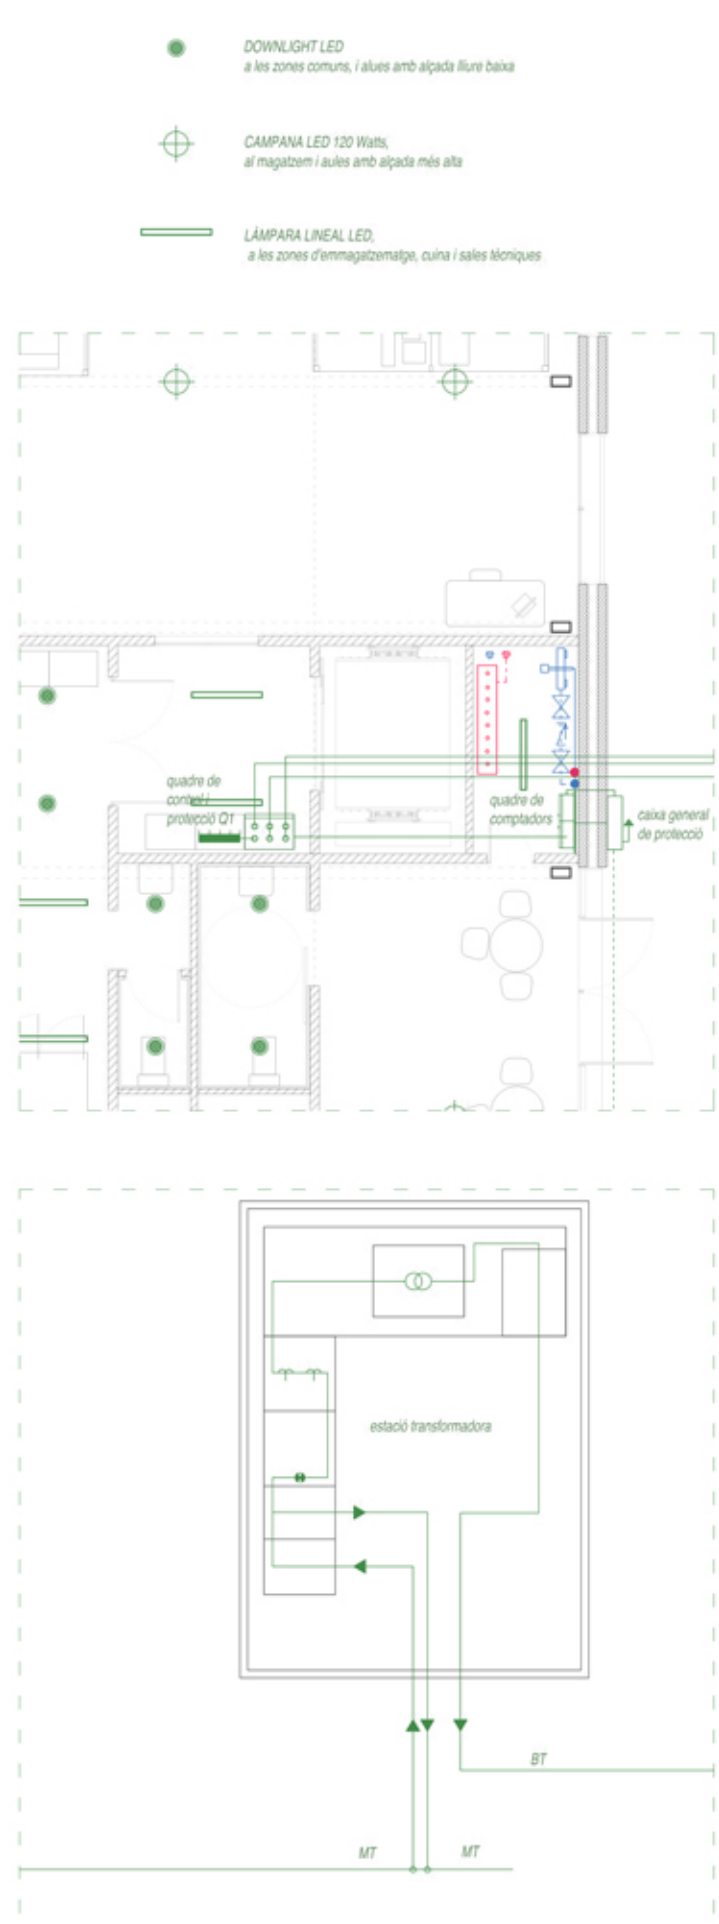 DOWNLIGHT LED
a les zones comuns, i alues amb alçada lliure baixa
CAMPANA LED 120 Watts,
al magatzem i aules amb alçada més alta
LÀMPARA LINEAL LED,
a les zones d'emmagatzematge, cuina i sales tècniques
quadre de
control i
protecció Q1
quadre de
comptadors
caixa general
de protecció
estació transformadora
BT
MT
MT